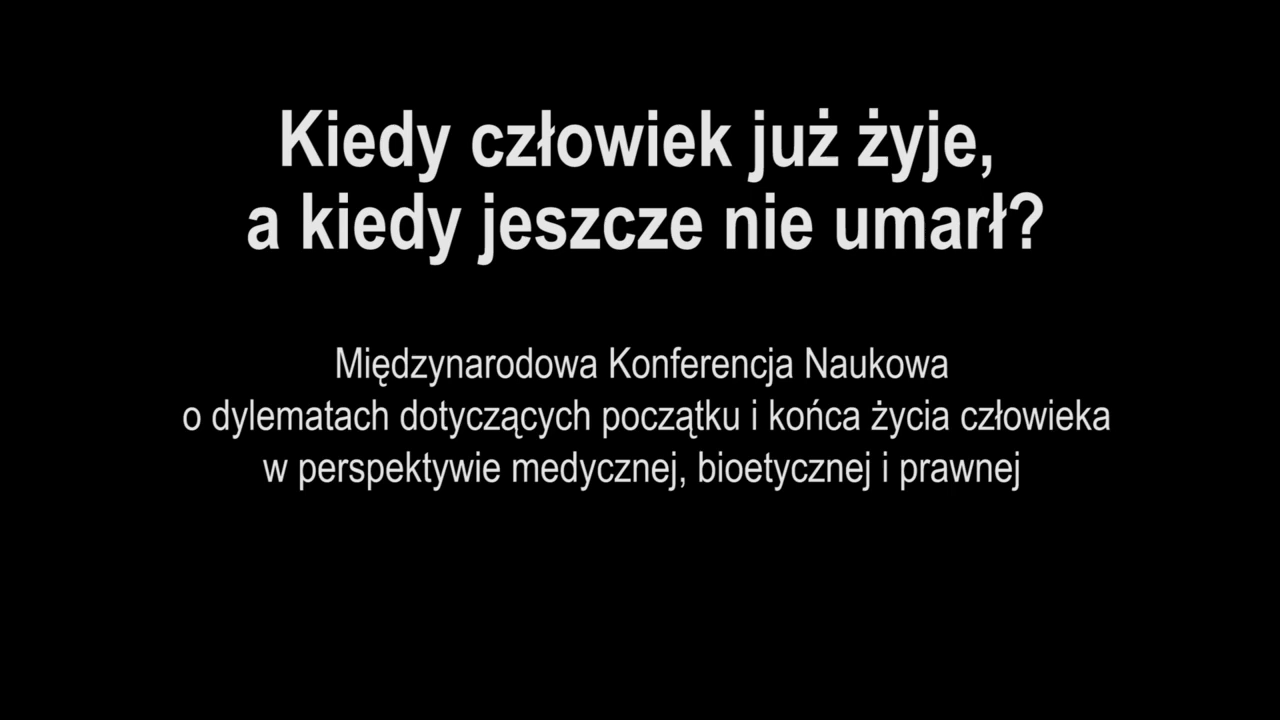 Kiedy człowiek już żyje,
a kiedy jeszcze nie umarł?
Międzynarodowa Konferencja Naukowa
o dylematach dotyczących początku i końca życia człowieka
w perspektywie medycznej, bioetycznej i prawnej